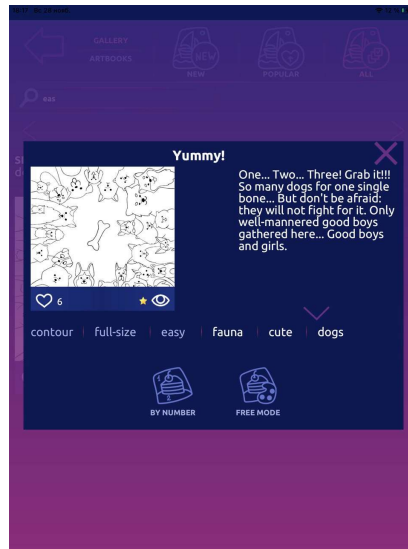 GALLERY
ARTBOOKS
NEW
NEW
POPULAR
ALL
eas
Yummy!
One... Two... Three! Grab it!!!
So many dogs for one single
bone... But don't be afraid:
they will not fight for it. Only
well-mannered good boys
gathered here... Good boys
and girls.
6
contour full-size easy fauna cute dogs
BY NUMBER FREE MODE